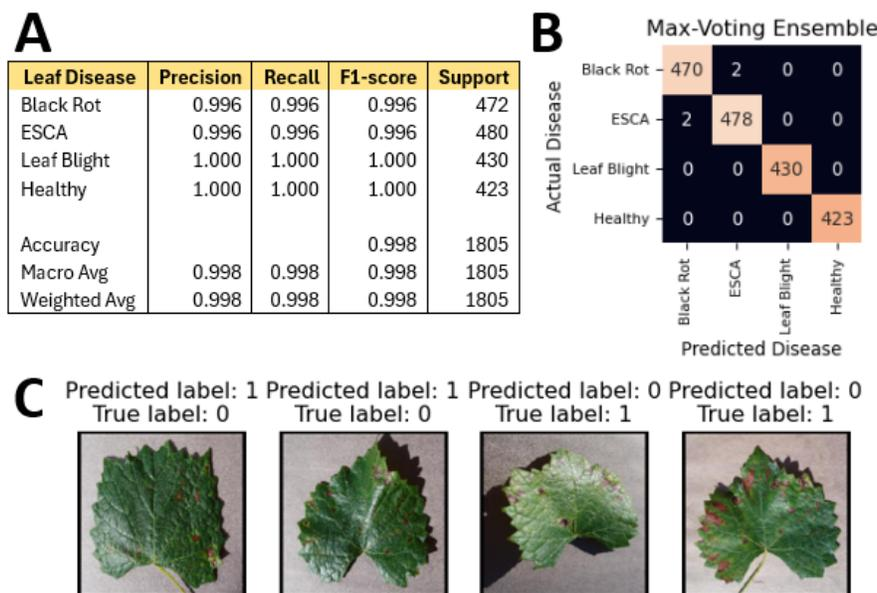 A
Leaf Disease Precision Recall F1-score Support
Black Rot 0.996 0.996 0.996 472
ESCA 0.996 0.996 0.996 480
Leaf Blight 1.000 1.000 1.000 430
Healthy 1.000 1.000 1.000 423
Accuracy 0.998 1805
Macro Avg 0.998 0.998 0.998 1805
Weighted Avg 0.998 0.998 0.998 1805
B
Max-Voting Ensemble
Actual Disease
Black Rot 470 2 0 0
ESCA 2 478 0 0
Leaf Blight 0 0 430 0
Healthy 0 0 0 423
Black Rot ESCA Leaf Blight Healthy
Predicted Disease
C
Predicted label: 1 Predicted label: 1 Predicted label: 0 Predicted label: 0
True label: 0 True label: 0 True label: 1 True label: 1